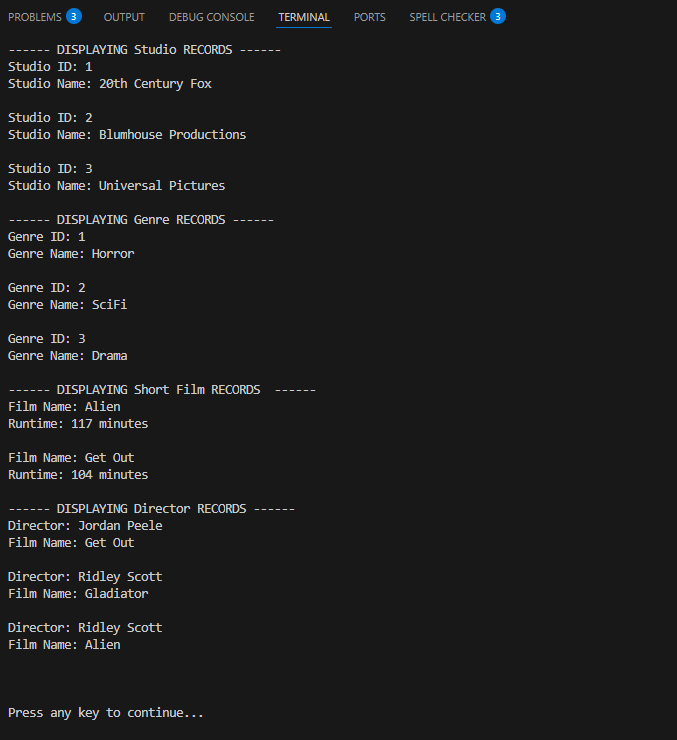 PROBLEMS 3 OUTPUT DEBUG CONSOLE TERMINAL PORTS SPELL CHECKER 3
------ DISPLAYING Studio RECORDS ------
Studio ID: 1
Studio Name: 20th Century Fox
Studio ID: 2
Studio Name: Blumhouse Productions
Studio ID: 3
Studio Name: Universal Pictures
------ DISPLAYING Genre RECORDS ------
Genre ID: 1
Genre Name: Horror
Genre ID: 2
Genre Name: SciFi
Genre ID: 3
Genre Name: Drama
------ DISPLAYING Short Film RECORDS  ------
Film Name: Alien
Runtime: 117 minutes
Film Name: Get Out
Runtime: 104 minutes
------ DISPLAYING Director RECORDS ------
Director: Jordan Peele
Film Name: Get Out
Director: Ridley Scott
Film Name: Gladiator
Director: Ridley Scott
Film Name: Alien
Press any key to continue...